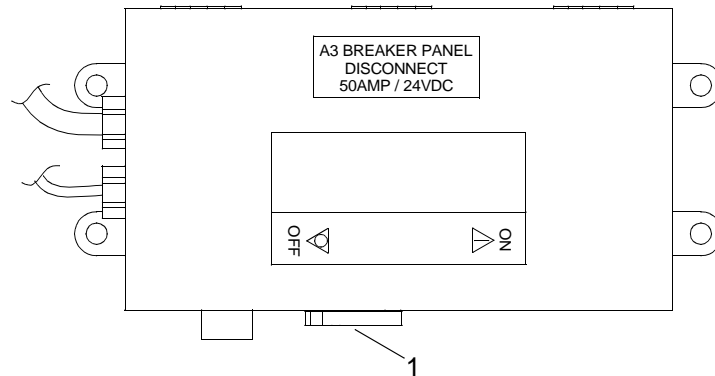 A3 BREAKER PANEL
DISCONNECT
50AMP / 24VDC
OFF
ON
1